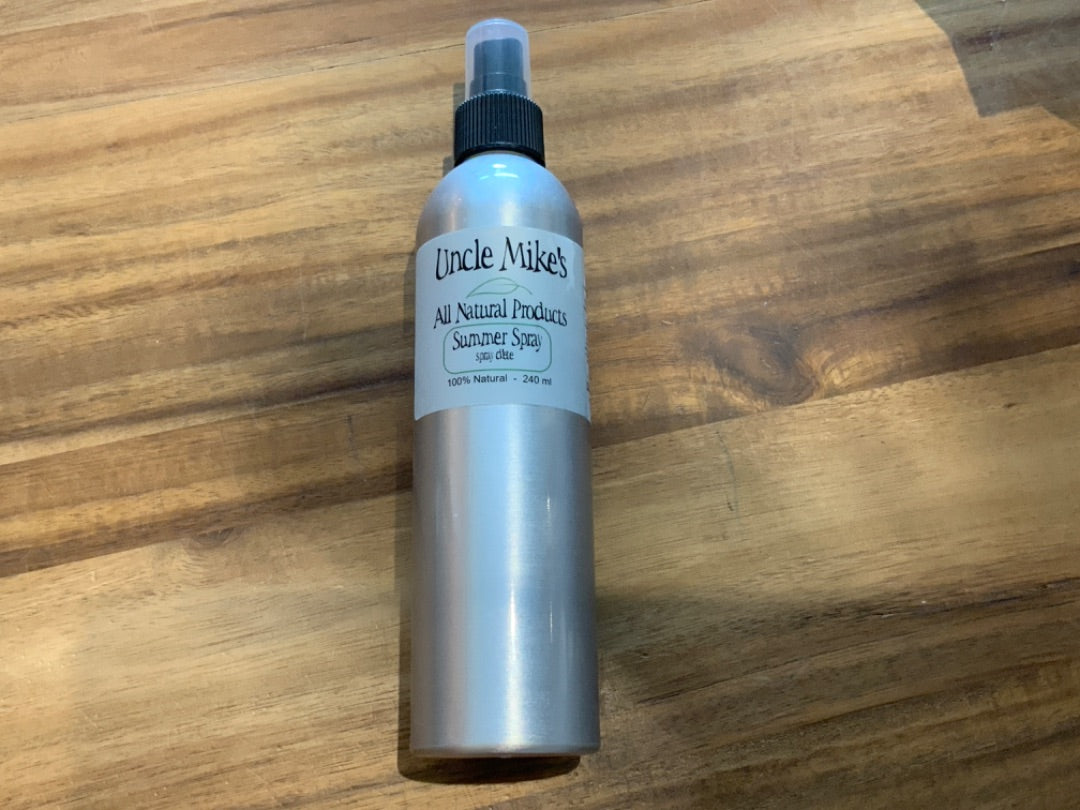 Uncle Mike's
All Natural Products
Summer Spray
spray d'été
100% Natural - 240 ml